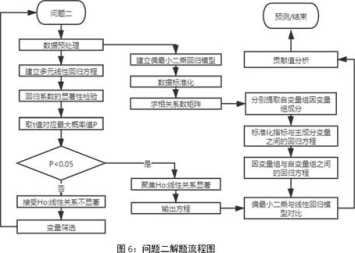 问题二
数据预处理
建立多元线性回归方程
回归系数的显著性检验
取t值对应最大概率值P
P<0.05
是
否
接受Ho:线性关系不显著
变量筛选
建立偶最小二乘回归模型
数据标准化
求相关系数矩阵
聚焦Ho:线性关系显著
输出方程
预测/结束
贡献值分析
分别提取自变量组因变量
组成分
标准化指标与主成分变量
之间的回归方程
因变量组与自变量组之间
的回归方程
偶最小二乘与线性回归模
型对比
图 6：问题二解题流程图